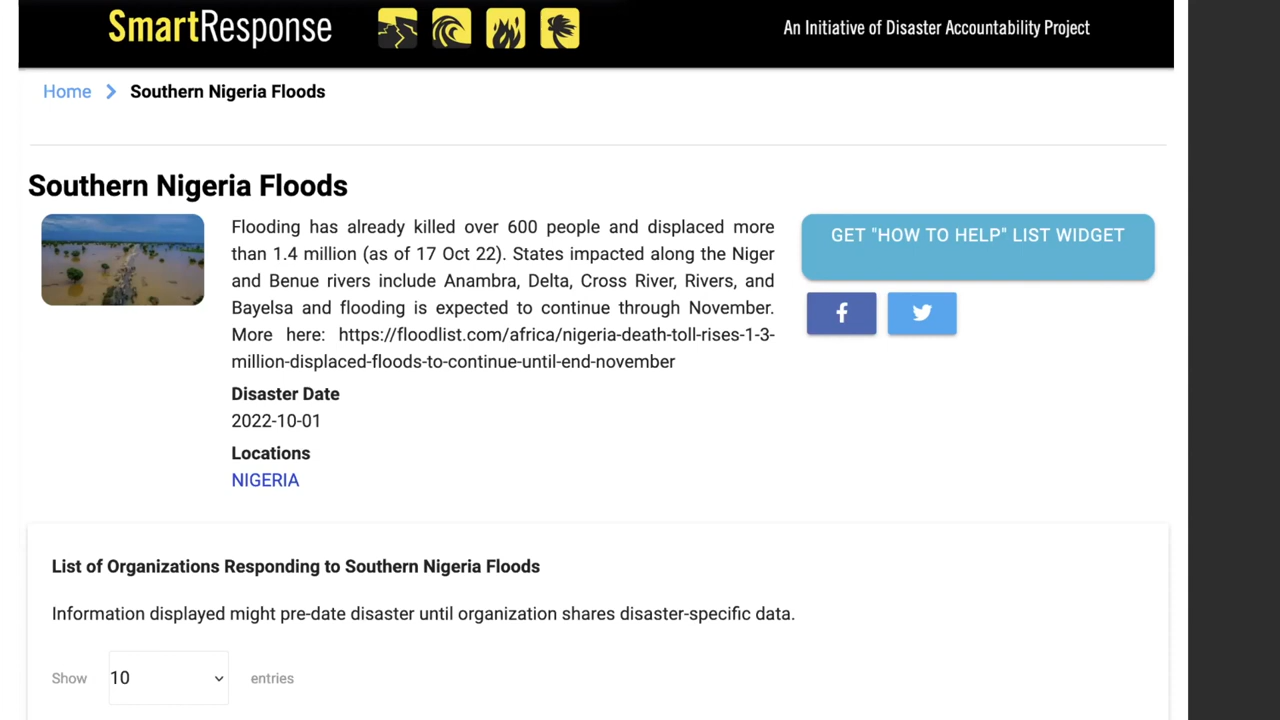 SmartResponse
An Initiative of Disaster Accountability Project
Home > Southern Nigeria Floods
Southern Nigeria Floods
Flooding has already killed over 600 people and displaced more
than 1.4 million (as of 17 Oct 22). States impacted along the Niger
and Benue rivers include Anambra, Delta, Cross River, Rivers, and
Bayelsa and flooding is expected to continue through November.
More here: https://floodlist.com/africa/nigeria-death-toll-rises-1-3-
million-displaced-floods-to-continue-until-end-november
GET "HOW TO HELP" LIST WIDGET
Disaster Date
2022-10-01
Locations
NIGERIA
List of Organizations Responding to Southern Nigeria Floods
Information displayed might pre-date disaster until organization shares disaster-specific data.
Show 10 entries